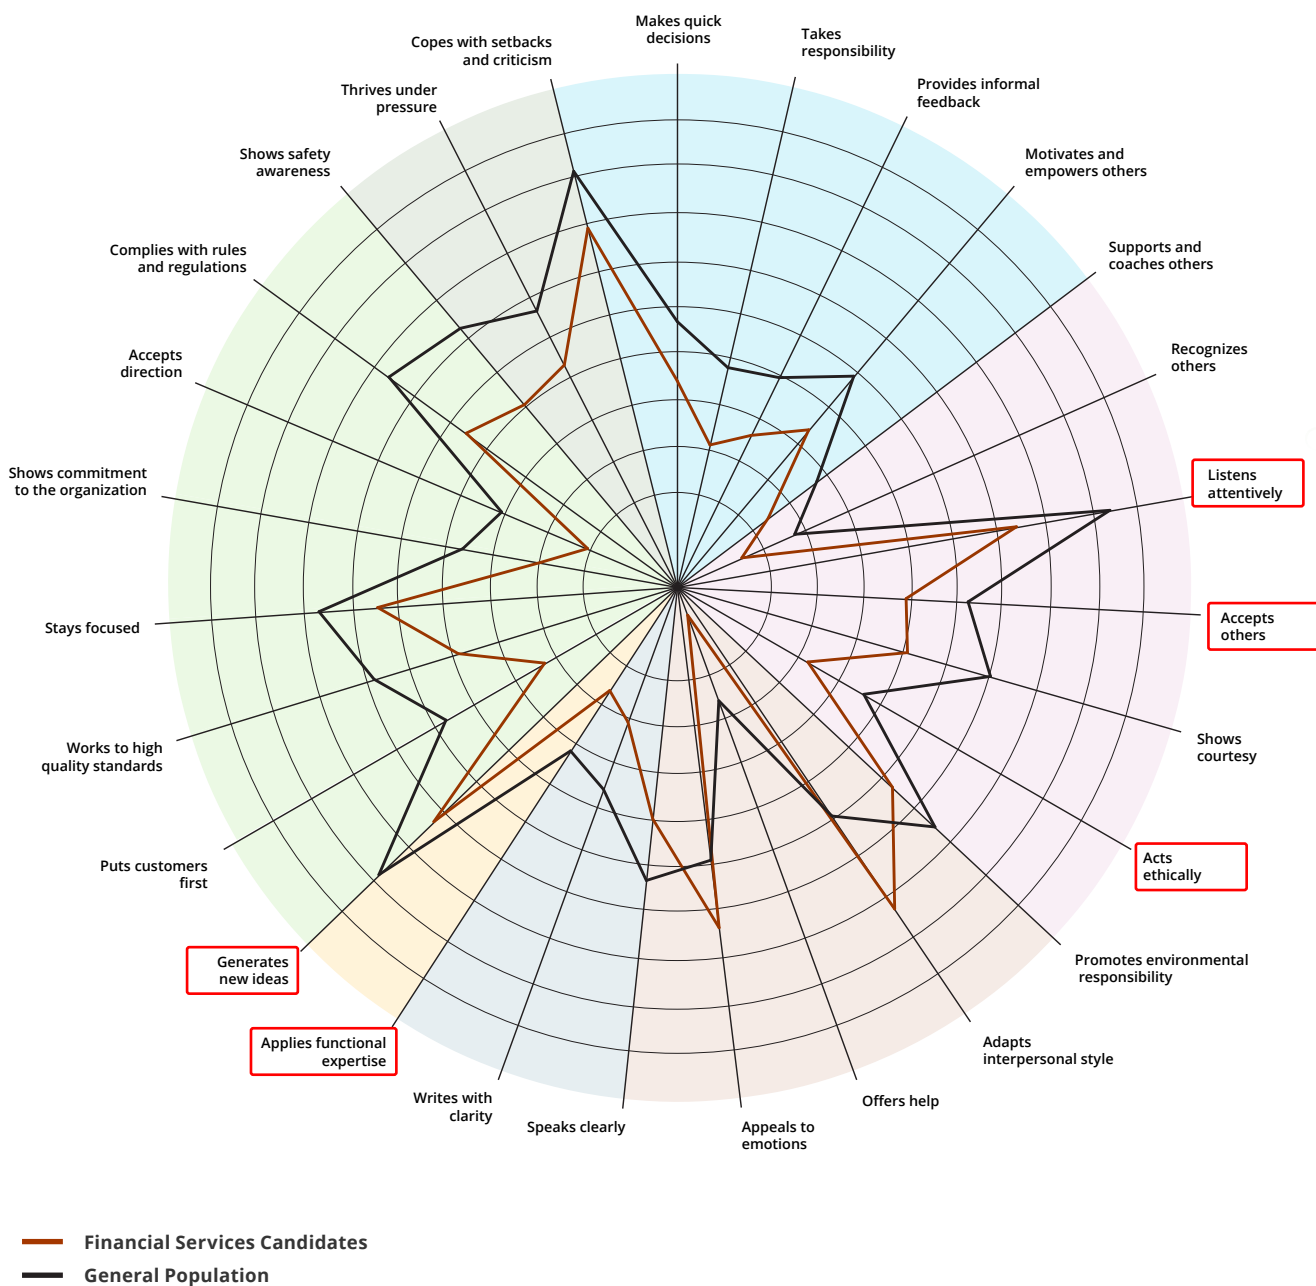 Makes quick
decisions
Takes
responsibility
Provides informal
feedback
Motivates and
empowers others
Supports and
coaches others
Recognizes
others
Listens
attentively
Accepts
others
Shows
courtesy
Acts
ethically
Promotes environmental
responsibility
Adapts
interpersonal style
Offers help
Appeals to
emotions
Speaks clearly
Writes with
clarity
Applies functional
expertise
Generates
new ideas
Puts customers
first
Works to high
quality standards
Stays focused
Shows commitment
to the organization
Accepts
direction
Complies with rules
and regulations
Shows safety
awareness
Thrives under
pressure
Copes with setbacks
and criticism
Financial Services Candidates
General Population